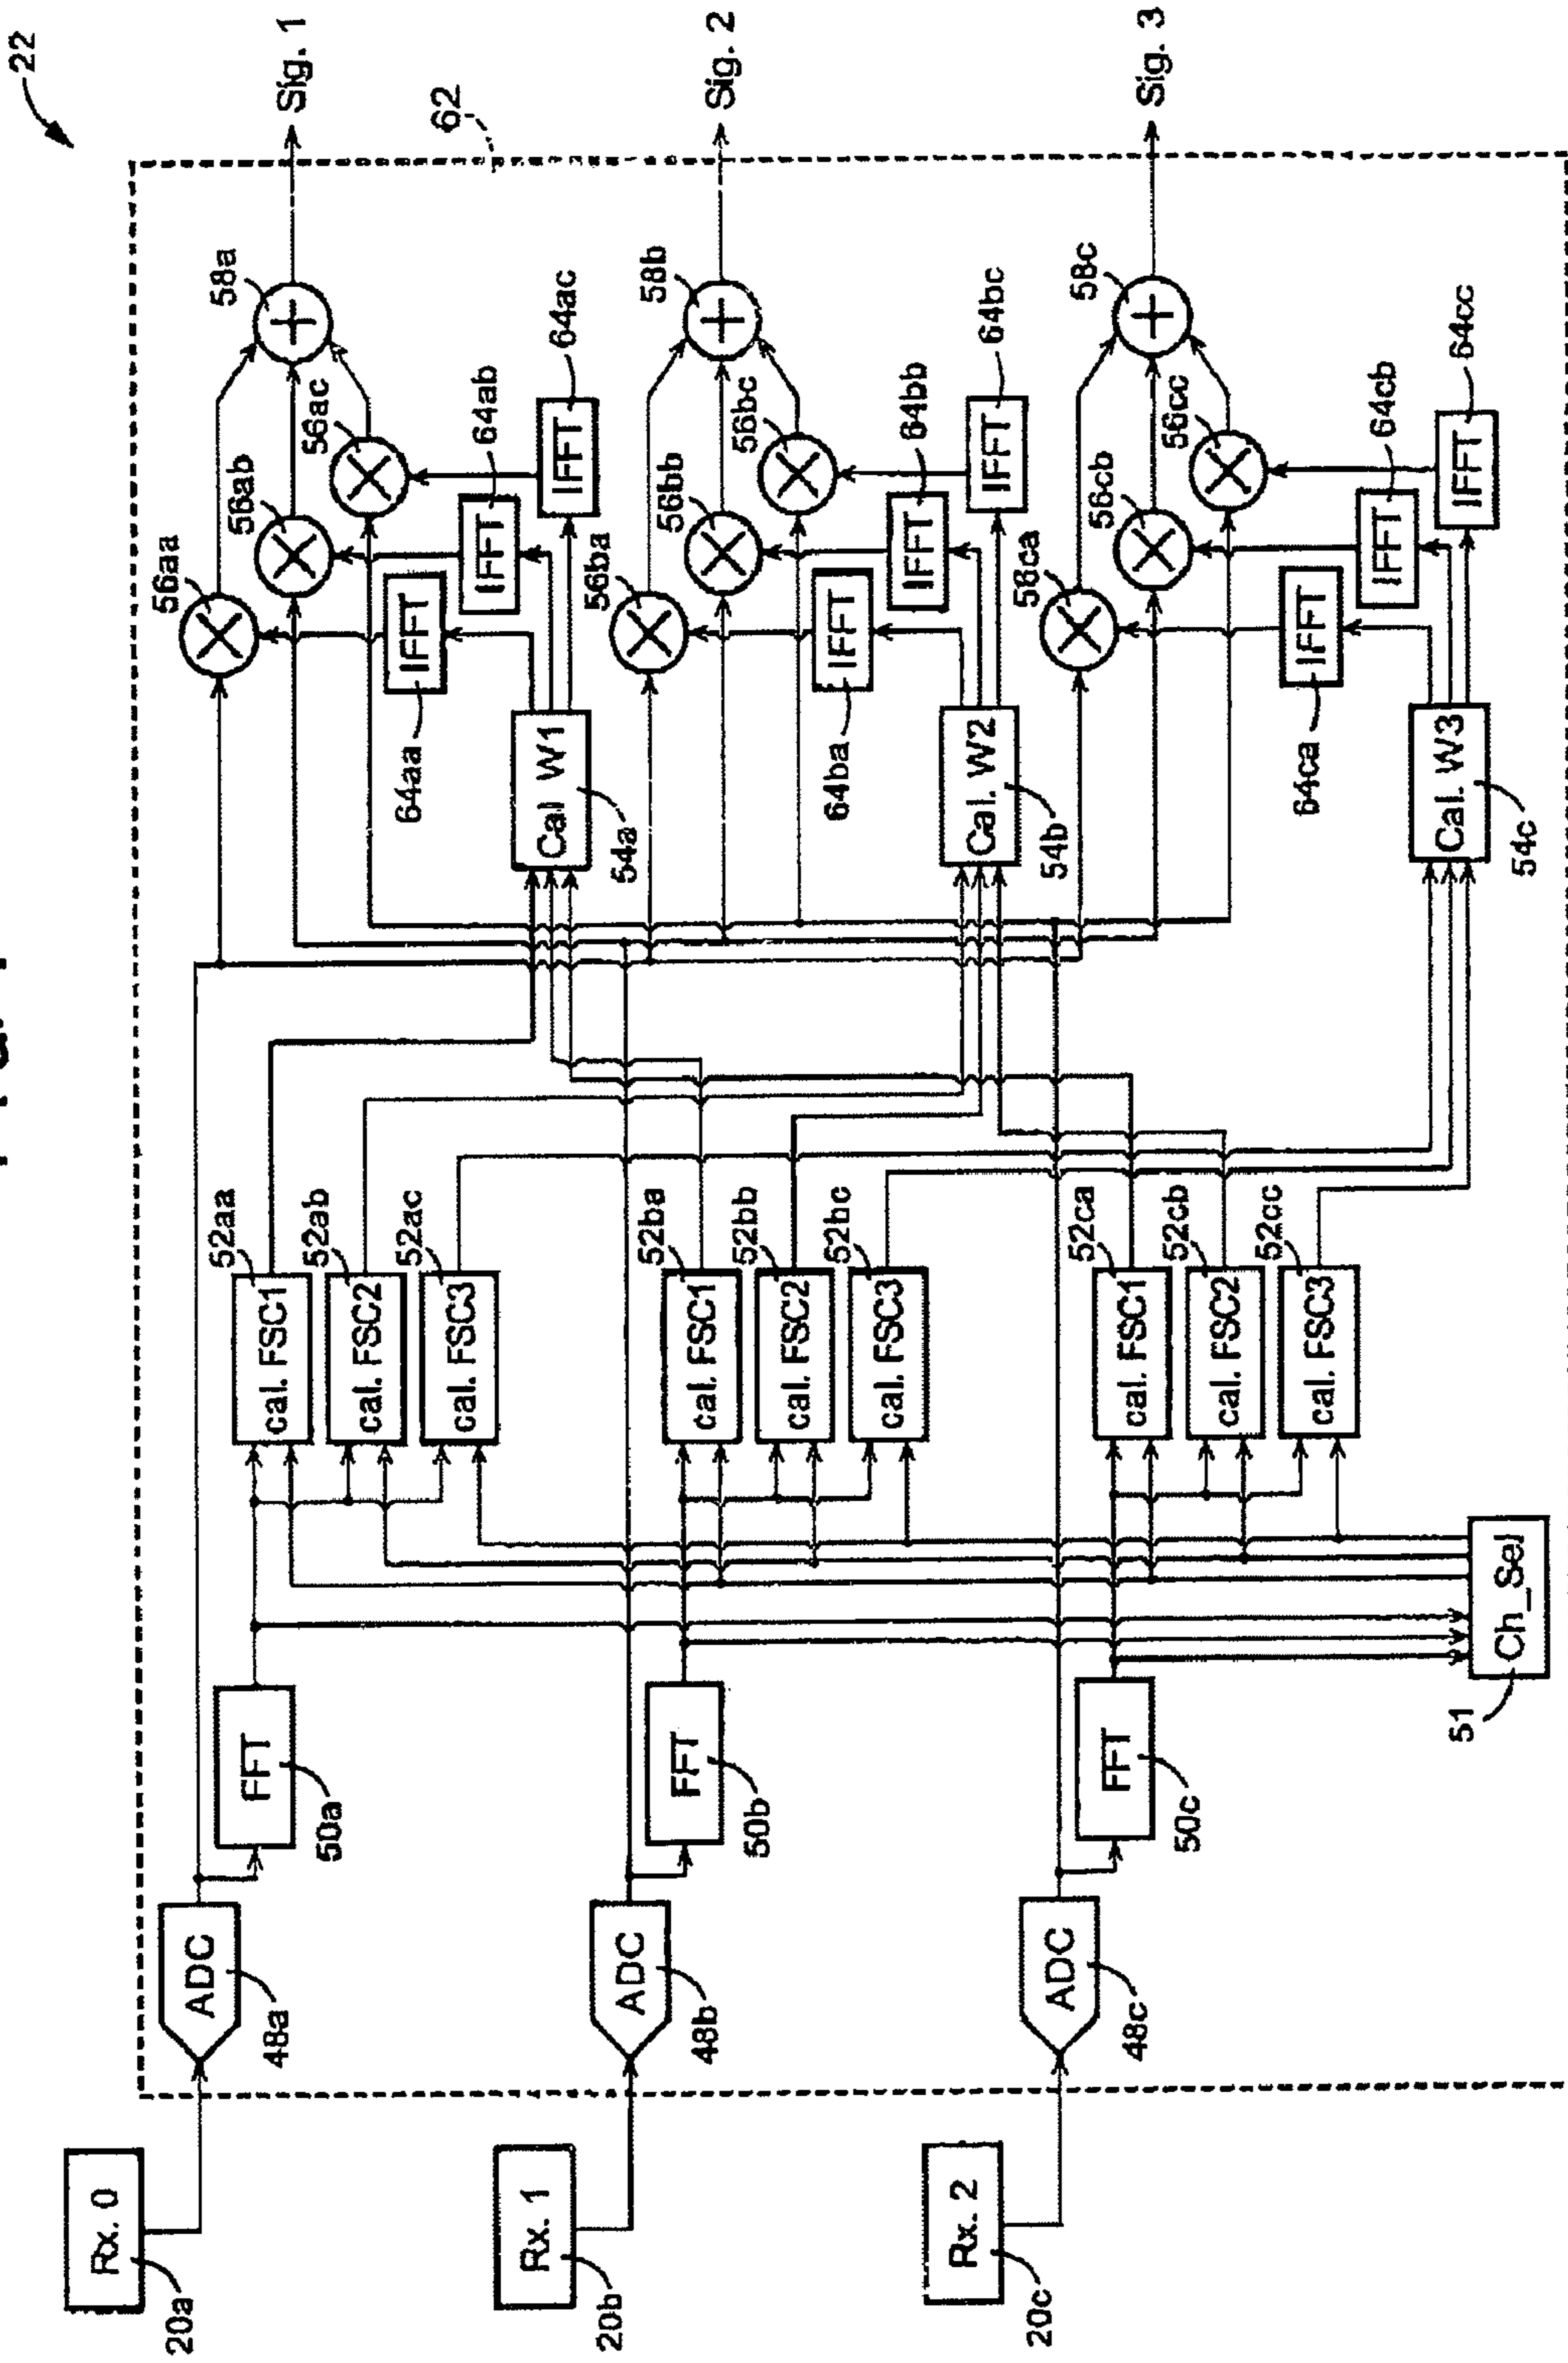 22
62
Rx. 0
20a
ADC
48a
FFT
50a
cal. FSC1
52aa
cal. FSC2
52ab
cal. FSC3
52ac
Cal W1
54a
IFFT
64aa
IFFT
64ab
IFFT
64ac
56aa
56ab
56ac
58a
Sig. 1
Rx. 1
20b
ADC
48b
FFT
50b
cal. FSC1
52ba
cal. FSC2
52bb
cal. FSC3
52bc
Cal. W2
54b
IFFT
64ba
IFFT
64bb
IFFT
64bc
56ba
56bb
56bc
58b
Sig. 2
Rx. 2
20c
ADC
48c
FFT
50c
cal. FSC1
52ca
cal. FSC2
52cb
cal. FSC3
52cc
Cal. W3
54c
IFFT
64ca
IFFT
64cb
IFFT
64cc
56ca
56cb
56cc
58c
Sig. 3
Ch_Sel
51